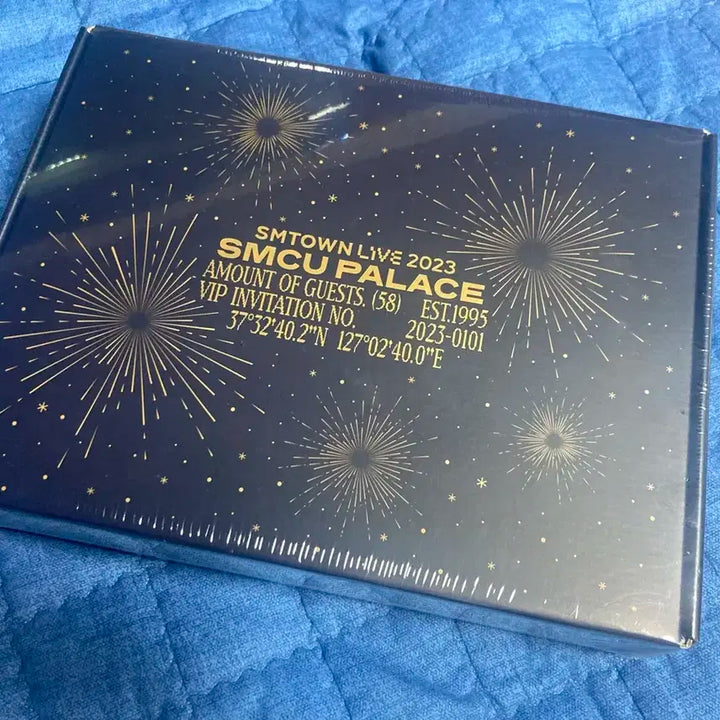 SMTOWN LIVE 2023
SMCU PALACE
AMOUNT OF GUESTS. (58) EST.1995
VIP INVITATION NO. 2023-0101
37°32'40.2"N 127°02'40.0"E